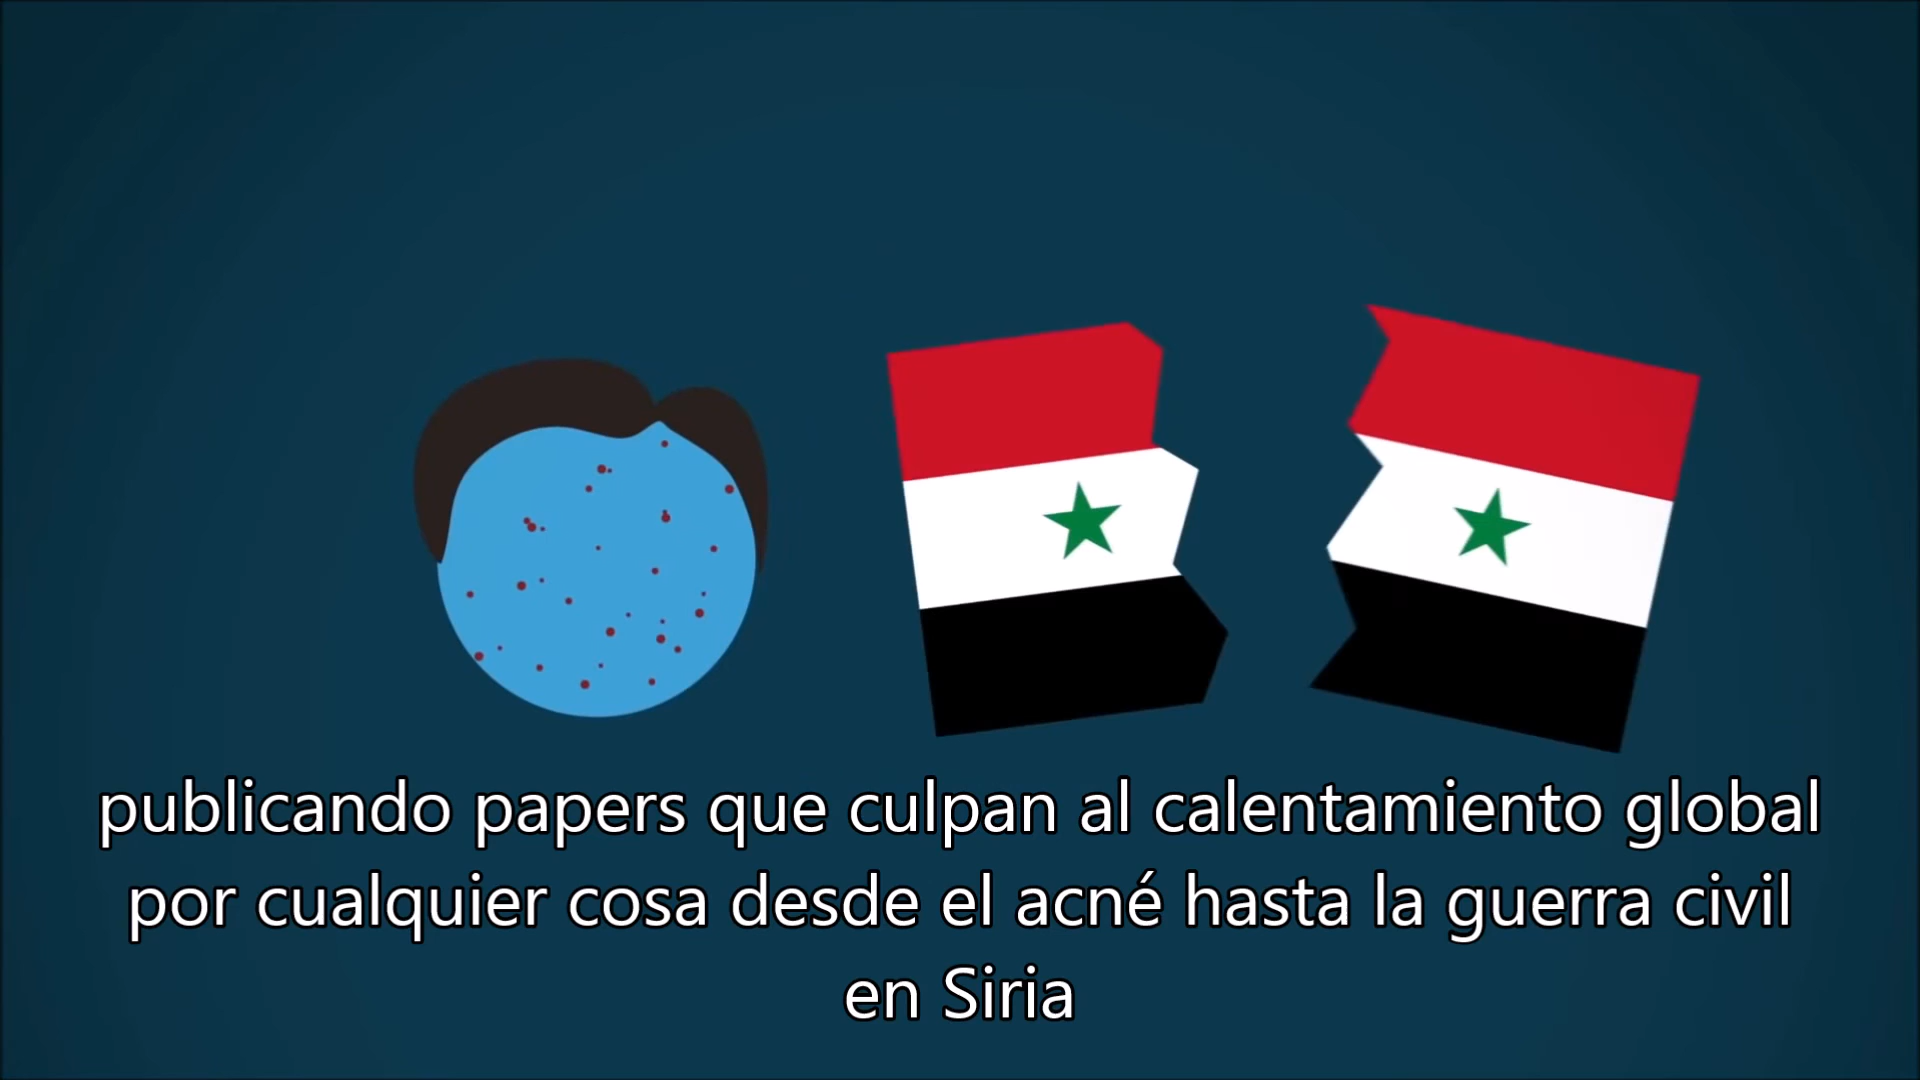 publicando papers que culpan al calentamiento global
por cualquier cosa desde el acné hasta la guerra civil
en Siria